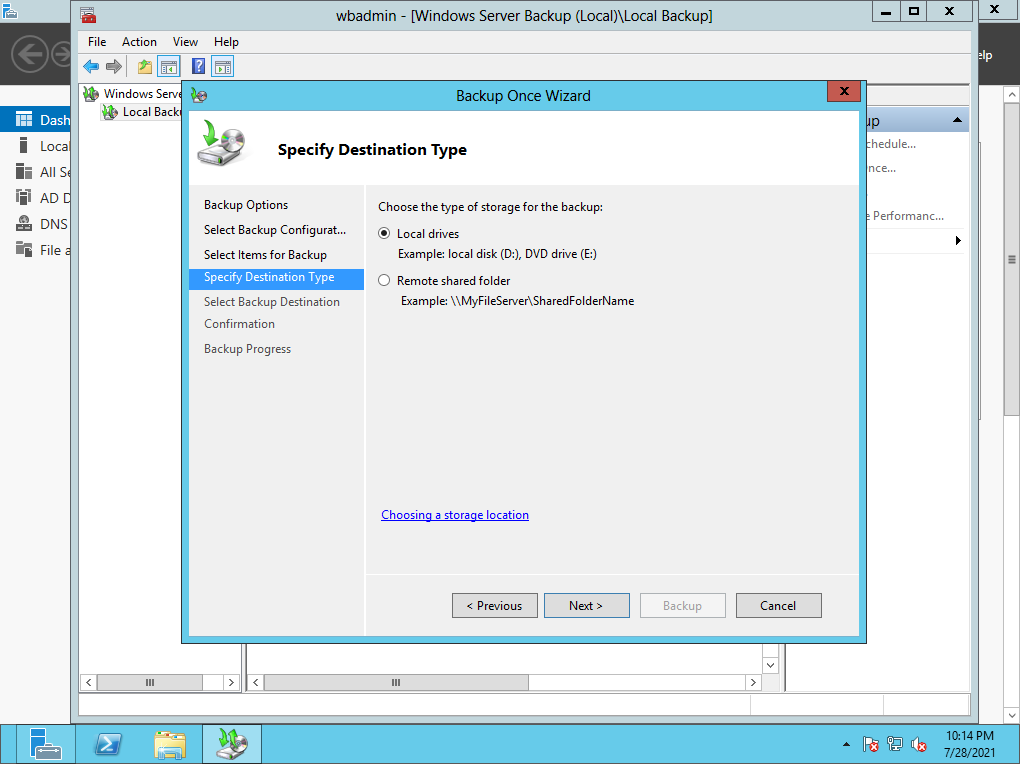 wbadmin - [Windows Server Backup (Local)\Local Backup]
File Action View Help
elp
Windows Serve
Local Backu
Dash
Local
All Se
AD D
DNS
File a
Backup Once Wizard
Specify Destination Type
Backup Options
Select Backup Configurat...
Select Items for Backup
Specify Destination Type
Select Backup Destination
Confirmation
Backup Progress
Choose the type of storage for the backup:
Local drives
Example: local disk (D:), DVD drive (E:)
Remote shared folder
Example: \\MyFileServer\SharedFolderName
Choosing a storage location
< Previous
Next >
Backup
Cancel
up
chedule...
nce...
e Performanc...
10:14 PM
7/28/2021